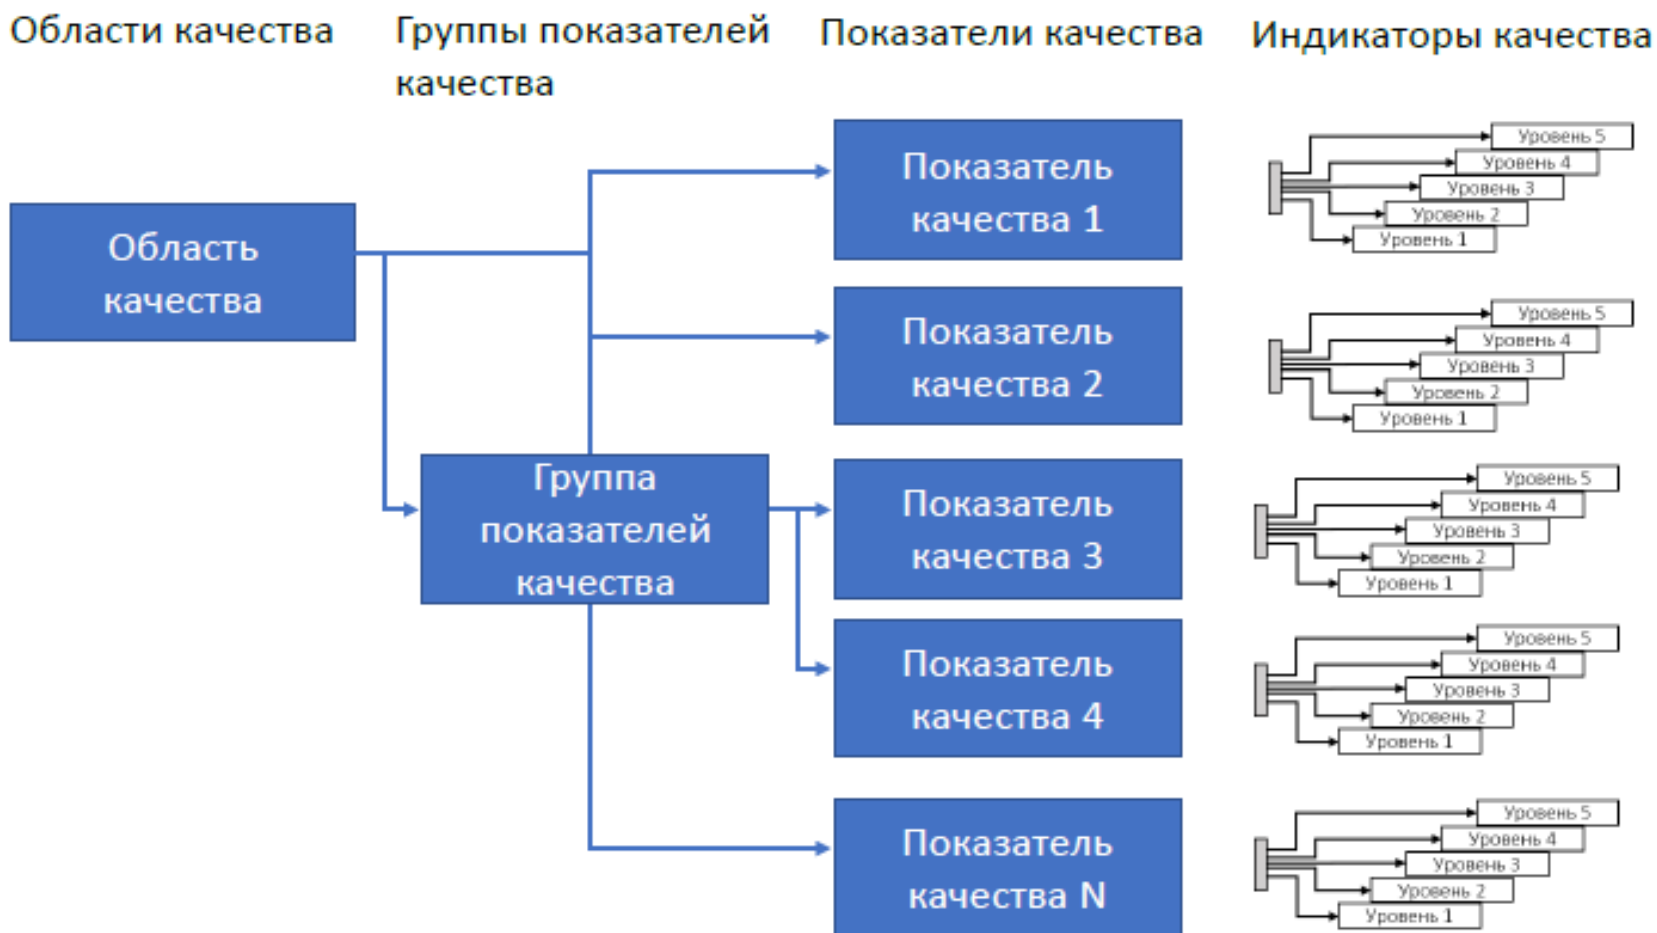 Области качества
Группы показателей
качества
Показатели качества
Индикаторы качества
Область
качества
Группа
показателей
качества
Показатель
качества 1
Уровень 5
Уровень 4
Уровень 3
Уровень 2
Уровень 1
Показатель
качества 2
Уровень 5
Уровень 4
Уровень 3
Уровень 2
Уровень 1
Показатель
качества 3
Уровень 5
Уровень 4
Уровень 3
Уровень 2
Уровень 1
Показатель
качества 4
Уровень 5
Уровень 4
Уровень 3
Уровень 2
Уровень 1
Показатель
качества N
Уровень 5
Уровень 4
Уровень 3
Уровень 2
Уровень 1